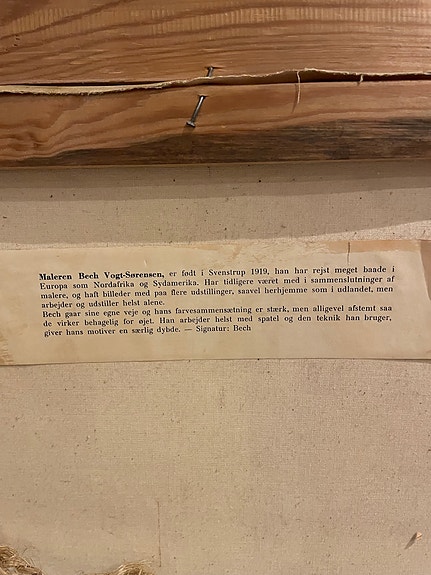 Maleren Bech Vogt-Sørensen, er født i Svenstrup 1919, han har rejst meget baade i
Europa som Nordafrika og Sydamerika. Har tidligere været med i sammenslutninger af
malere, og haft billeder med paa flere udstillinger, saavel herhjemme som i udlandet, men
arbejder og udstiller helst alene.
Bech gaar sine egne veje og hans farvesammensætning er stærk, men alligevel afstemt saa
de virker behagelig for øjet. Han arbejder helst med spatel og den teknik han bruger,
giver hans motiver en særlig dybde. — Signatur: Bech